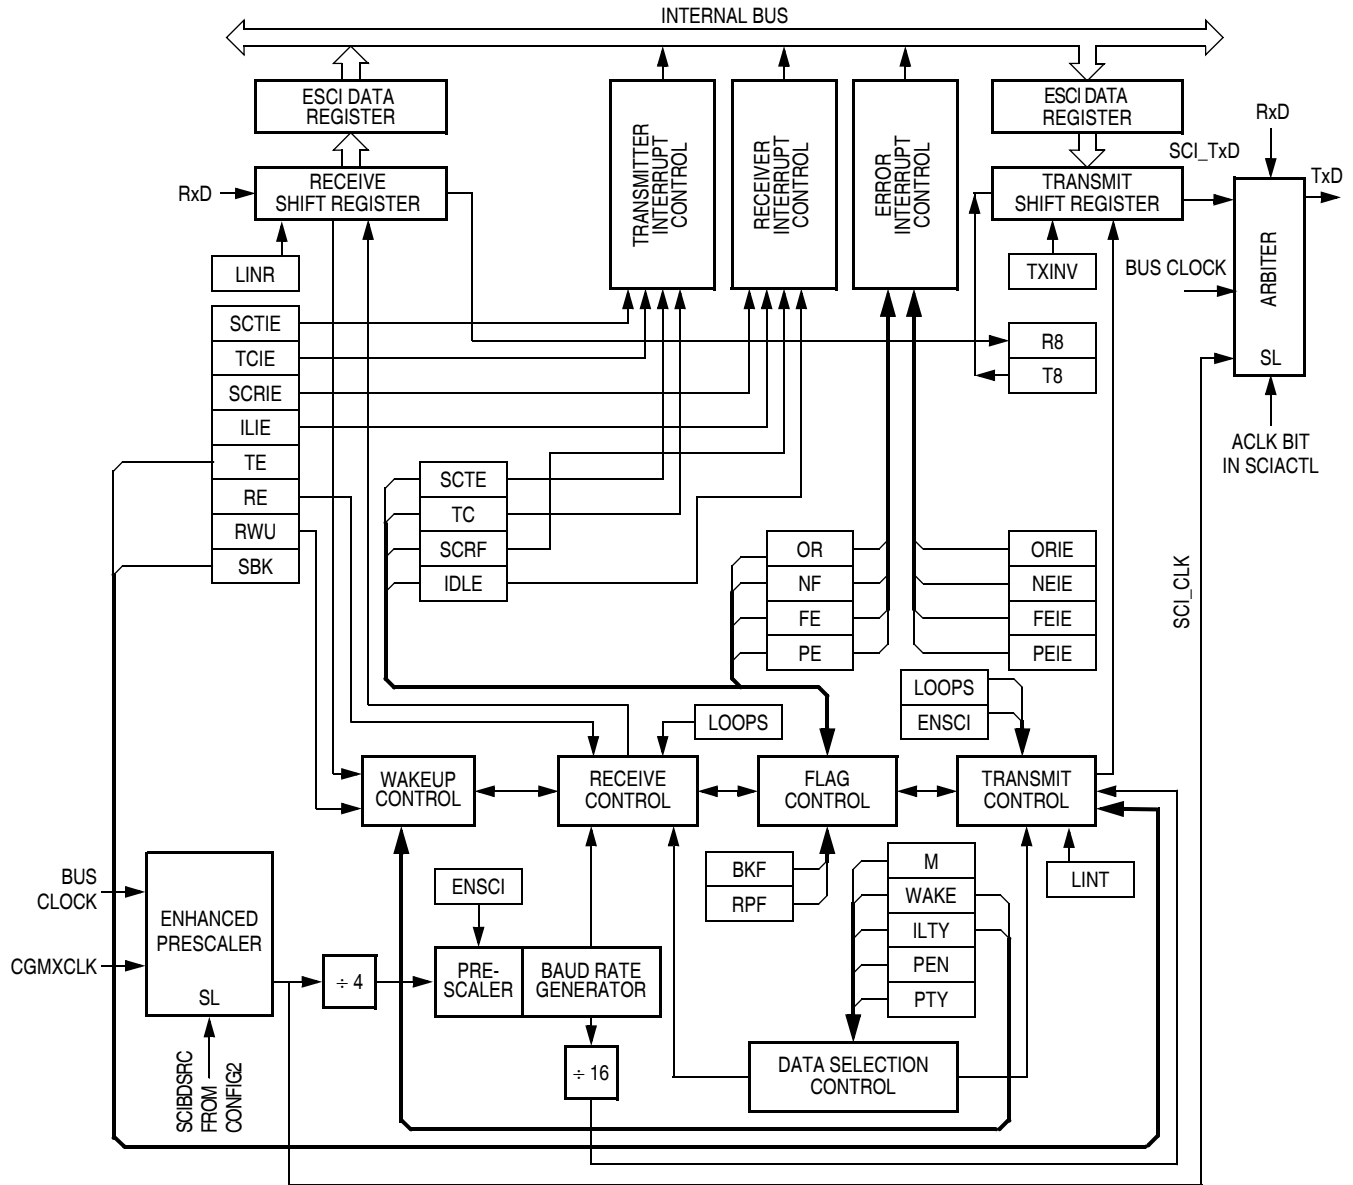 INTERNAL BUS
ESCI DATA
REGISTER
RECEIVE
SHIFT REGISTER
RxD
LINR
TRANSMITTER
INTERRUPT
CONTROL
RECEIVER
INTERRUPT
CONTROL
ERROR
INTERRUPT
CONTROL
ESCI DATA
REGISTER
TRANSMIT
SHIFT REGISTER
TXINV
SCI_TxD
RxD
TxD
BUS CLOCK
ARBITER
SL
ACLK BIT
IN SCIACTL
R8
T8
SCTIE
TCIE
SCRIE
ILIE
TE
RE
RWU
SBK
SCTE
TC
SCRF
IDLE
OR
NF
FE
PE
ORIE
NEIE
FEIE
PEIE
SCI_CLK
LOOPS
LOOPS
ENSCI
WAKEUP
CONTROL
RECEIVE
CONTROL
FLAG
CONTROL
TRANSMIT
CONTROL
BKF
RPF
M
WAKE
ILTY
PEN
PTY
LINT
BUS
CLOCK
CGMXCLK
ENHANCED
PRESCALER
SL
SCIBDSRC
FROM
CONFIG2
÷ 4
ENSCI
PRE-
SCALER
BAUD RATE
GENERATOR
÷ 16
DATA SELECTION
CONTROL